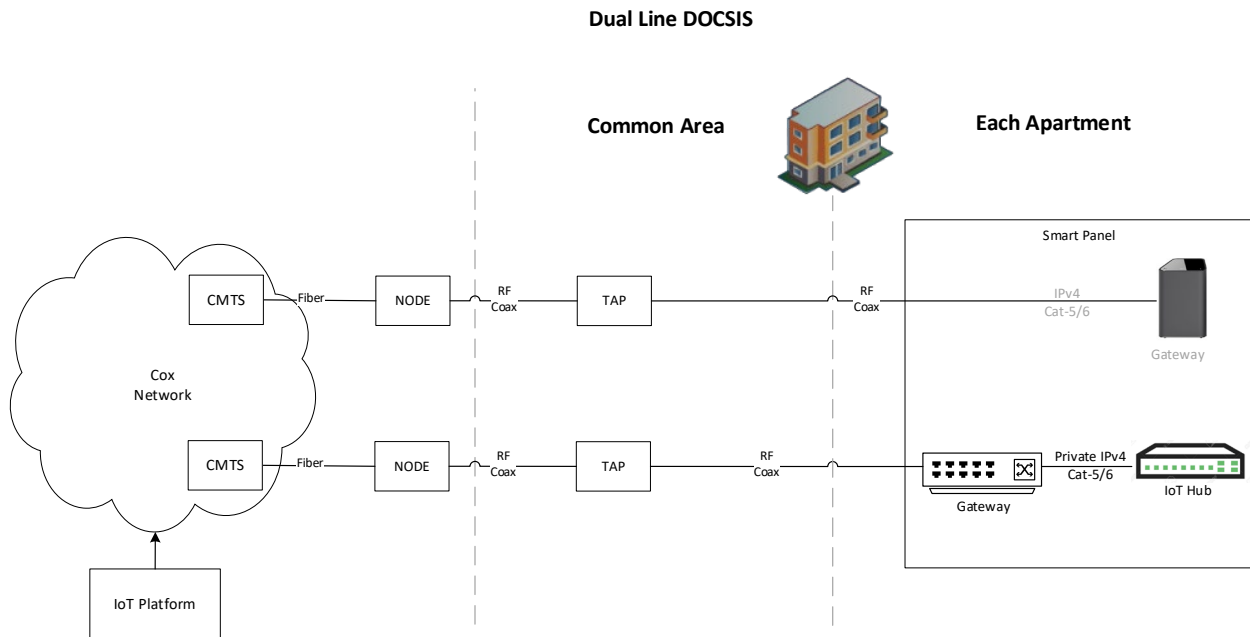 Dual Line DOCSIS
Common Area
Each Apartment
Smart Panel
CMTS
Fiber
NODE
RF
Coax
TAP
RF
Coax
IPv4
Cat-5/6
Gateway
Cox
Network
CMTS
Fiber
NODE
RF
Coax
TAP
RF
Coax
Gateway
Private IPv4
Cat-5/6
IoT Hub
IoT Platform